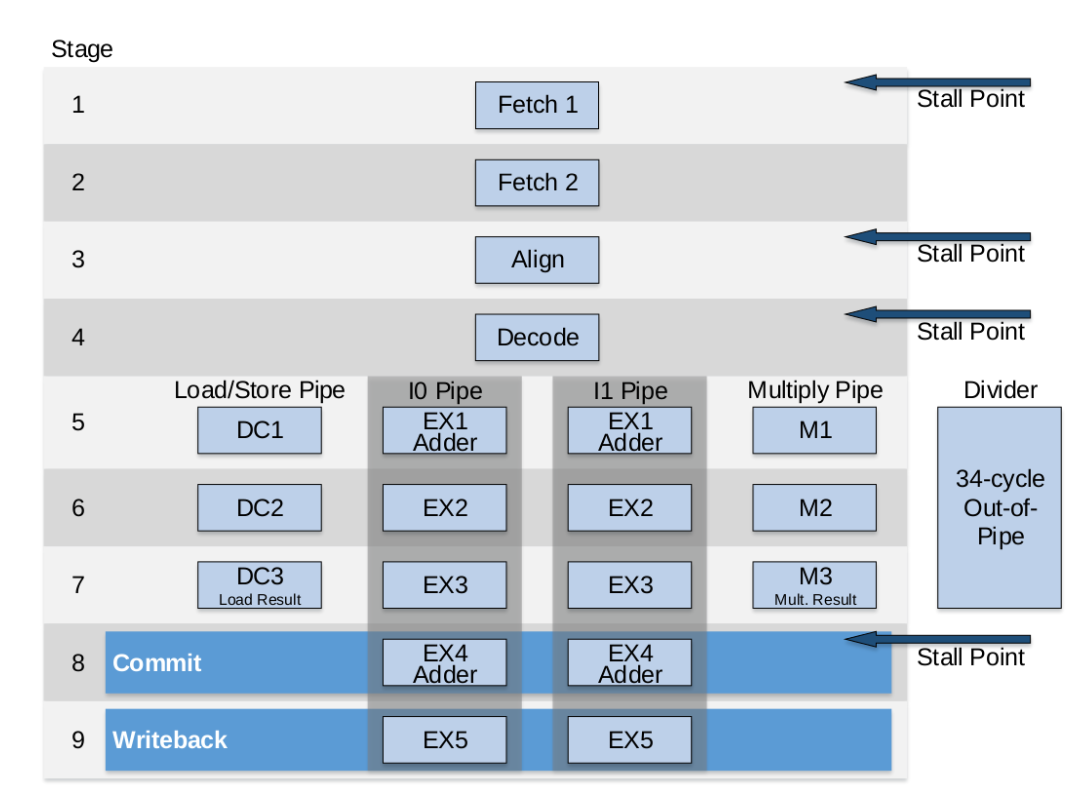 Stage
1
Fetch 1
Stall Point
2
Fetch 2
3
Align
Stall Point
4
Decode
Stall Point
Load/Store Pipe
I0 Pipe
I1 Pipe
Multiply Pipe
Divider
5
DC1
EX1
Adder
EX1
Adder
M1
34-cycle
Out-of-
Pipe
6
DC2
EX2
EX2
M2
7
DC3
Load Result
EX3
EX3
M3
Mult. Result
8
Commit
EX4
Adder
EX4
Adder
Stall Point
9
Writeback
EX5
EX5